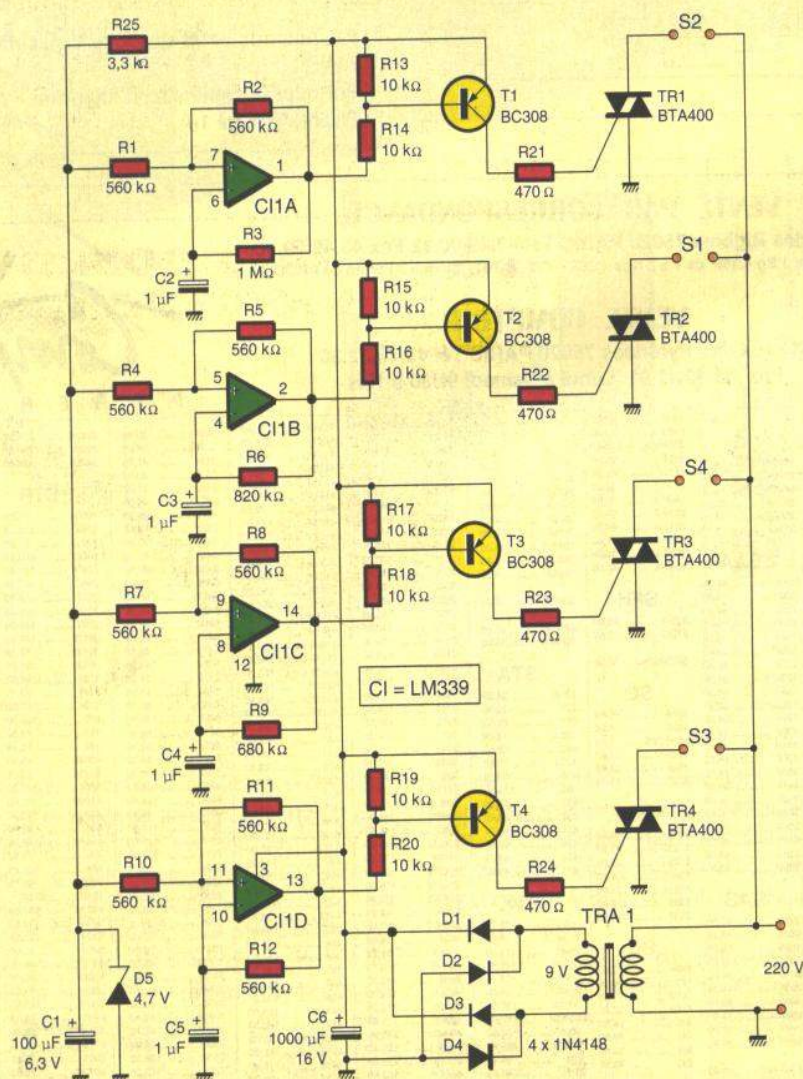 R25
3,3 kΩ
S2
R2
560 kΩ
R13
10 kΩ
T1
BC308
TR1
BTA400
R1
560 kΩ
7
6
1
CI1A
R14
10 kΩ
R21
470 Ω
R3
1 MΩ
C2
+
1 µF
S1
R5
560 kΩ
R15
10 kΩ
T2
BC308
TR2
BTA400
R4
560 kΩ
5
4
2
CI1B
R16
10 kΩ
R22
470 Ω
R6
820 kΩ
C3
+
1 µF
S4
R8
560 kΩ
R17
10 kΩ
T3
BC308
TR3
BTA400
R7
560 kΩ
9
8
14
12
CI1C
R18
10 kΩ
R23
470 Ω
CI = LM339
R9
680 kΩ
C4
+
1 µF
S3
R11
560 kΩ
R19
10 kΩ
T4
BC308
TR4
BTA400
R10
560 kΩ
11
10
3
13
CI1D
R20
10 kΩ
R24
470 Ω
R12
560 kΩ
D1
D2
D3
D4
TRA 1
9 V
220 V
D5
4,7 V
C1
+
100 µF
6,3 V
C5
+
1 µF
C6
+
1000 µF
16 V
4 x 1N4148